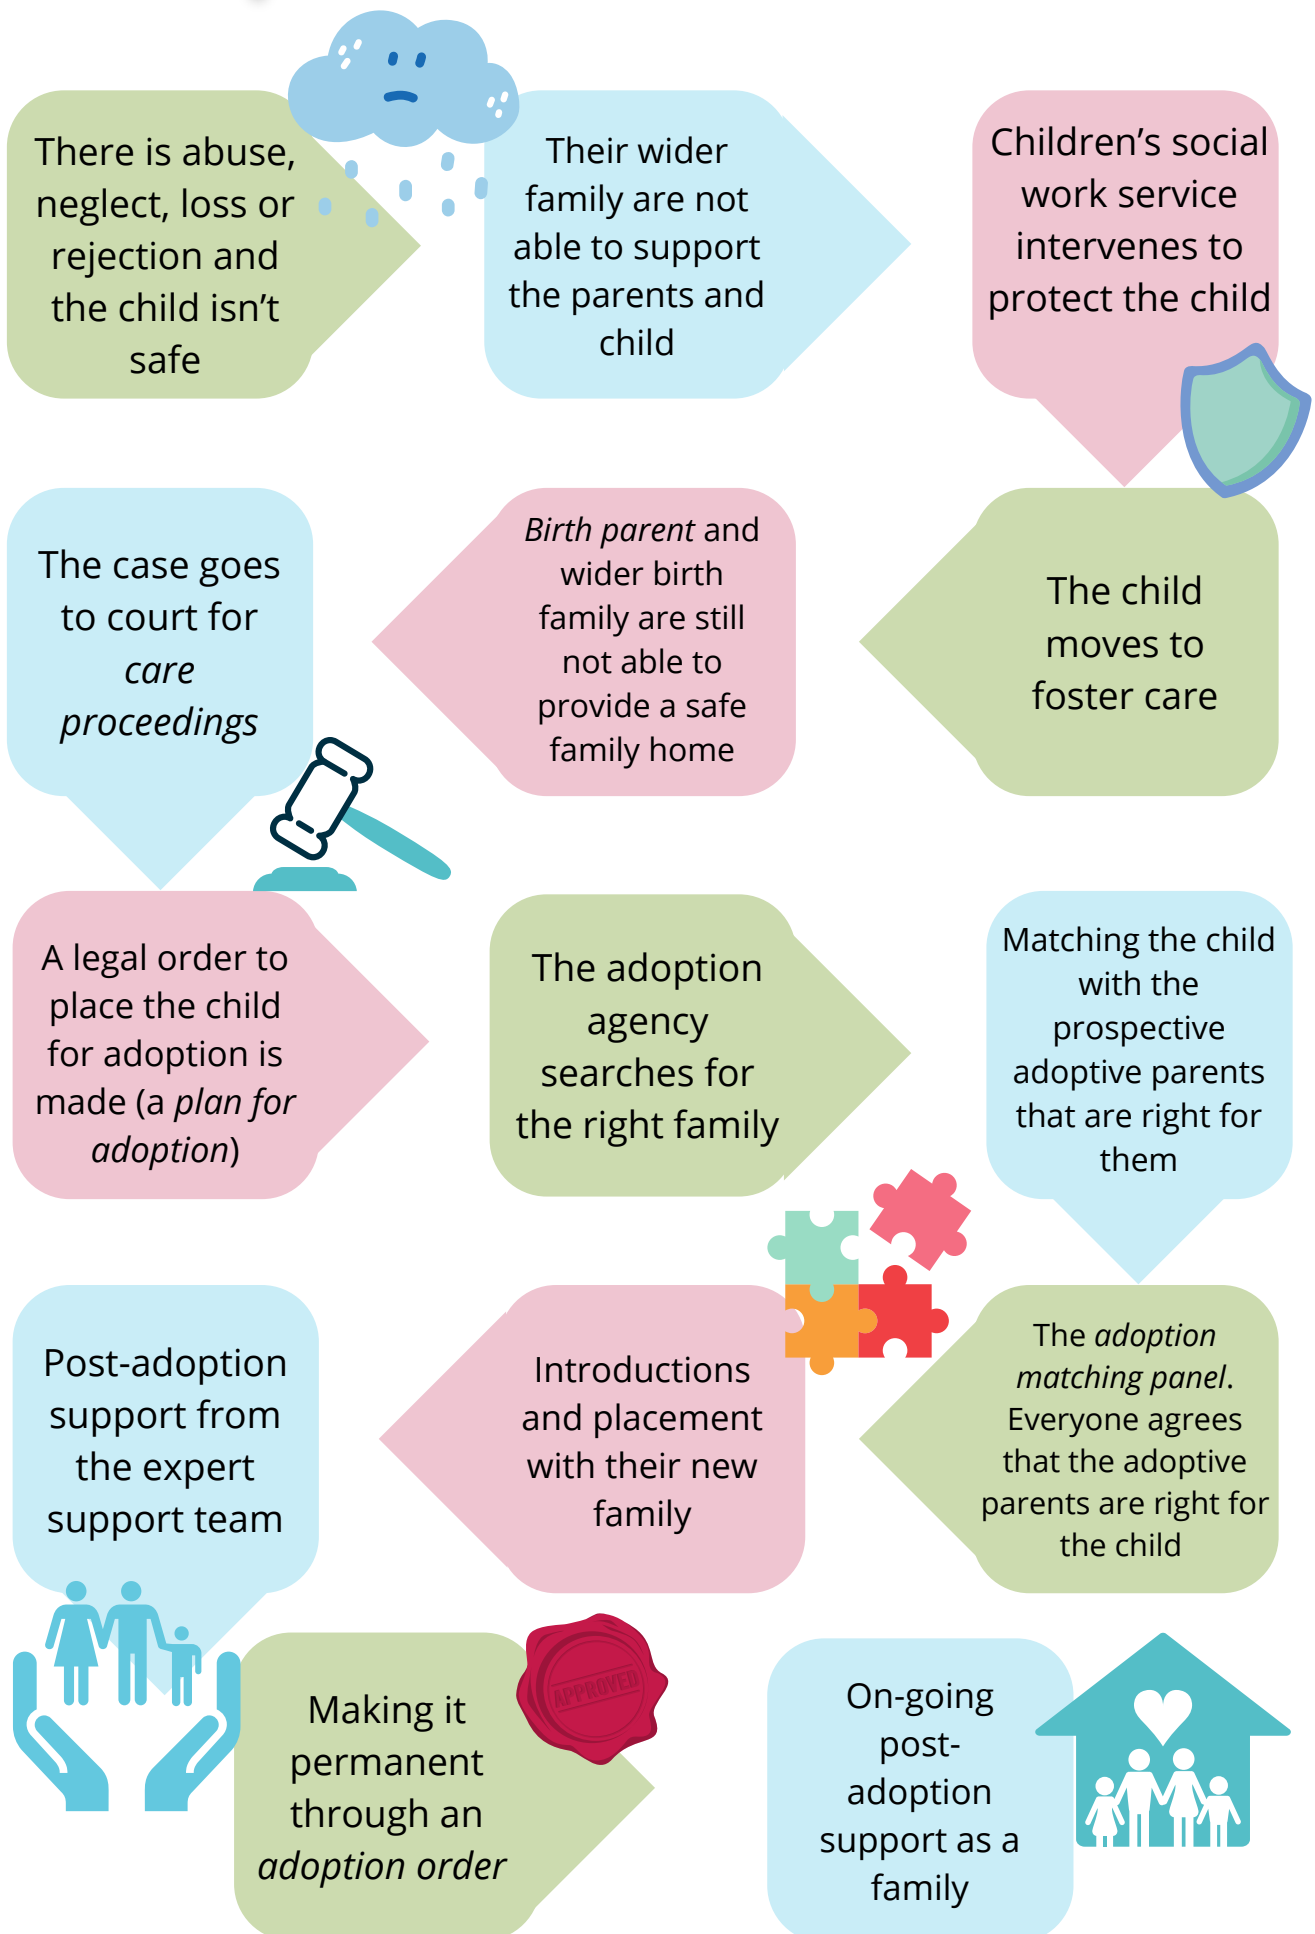 There is abuse,
neglect, loss or
rejection and
the child isn’t
safe
Their wider
family are not
able to support
the parents and
child
Children’s social
work service
intervenes to
protect the child
The child
moves to
foster care
Birth parent and
wider birth
family are still
not able to
provide a safe
family home
The case goes
to court for
care
proceedings
A legal order to
place the child
for adoption is
made (a plan for
adoption)
The adoption
agency
searches for
the right family
Matching the child
with the
prospective
adoptive parents
that are right for
them
The adoption
matching panel.
Everyone agrees
that the adoptive
parents are right for
the child
Introductions
and placement
with their new
family
Post-adoption
support from
the expert
support team
Making it
permanent
through an
adoption order
APPROVED
On-going
post-
adoption
support as a
family